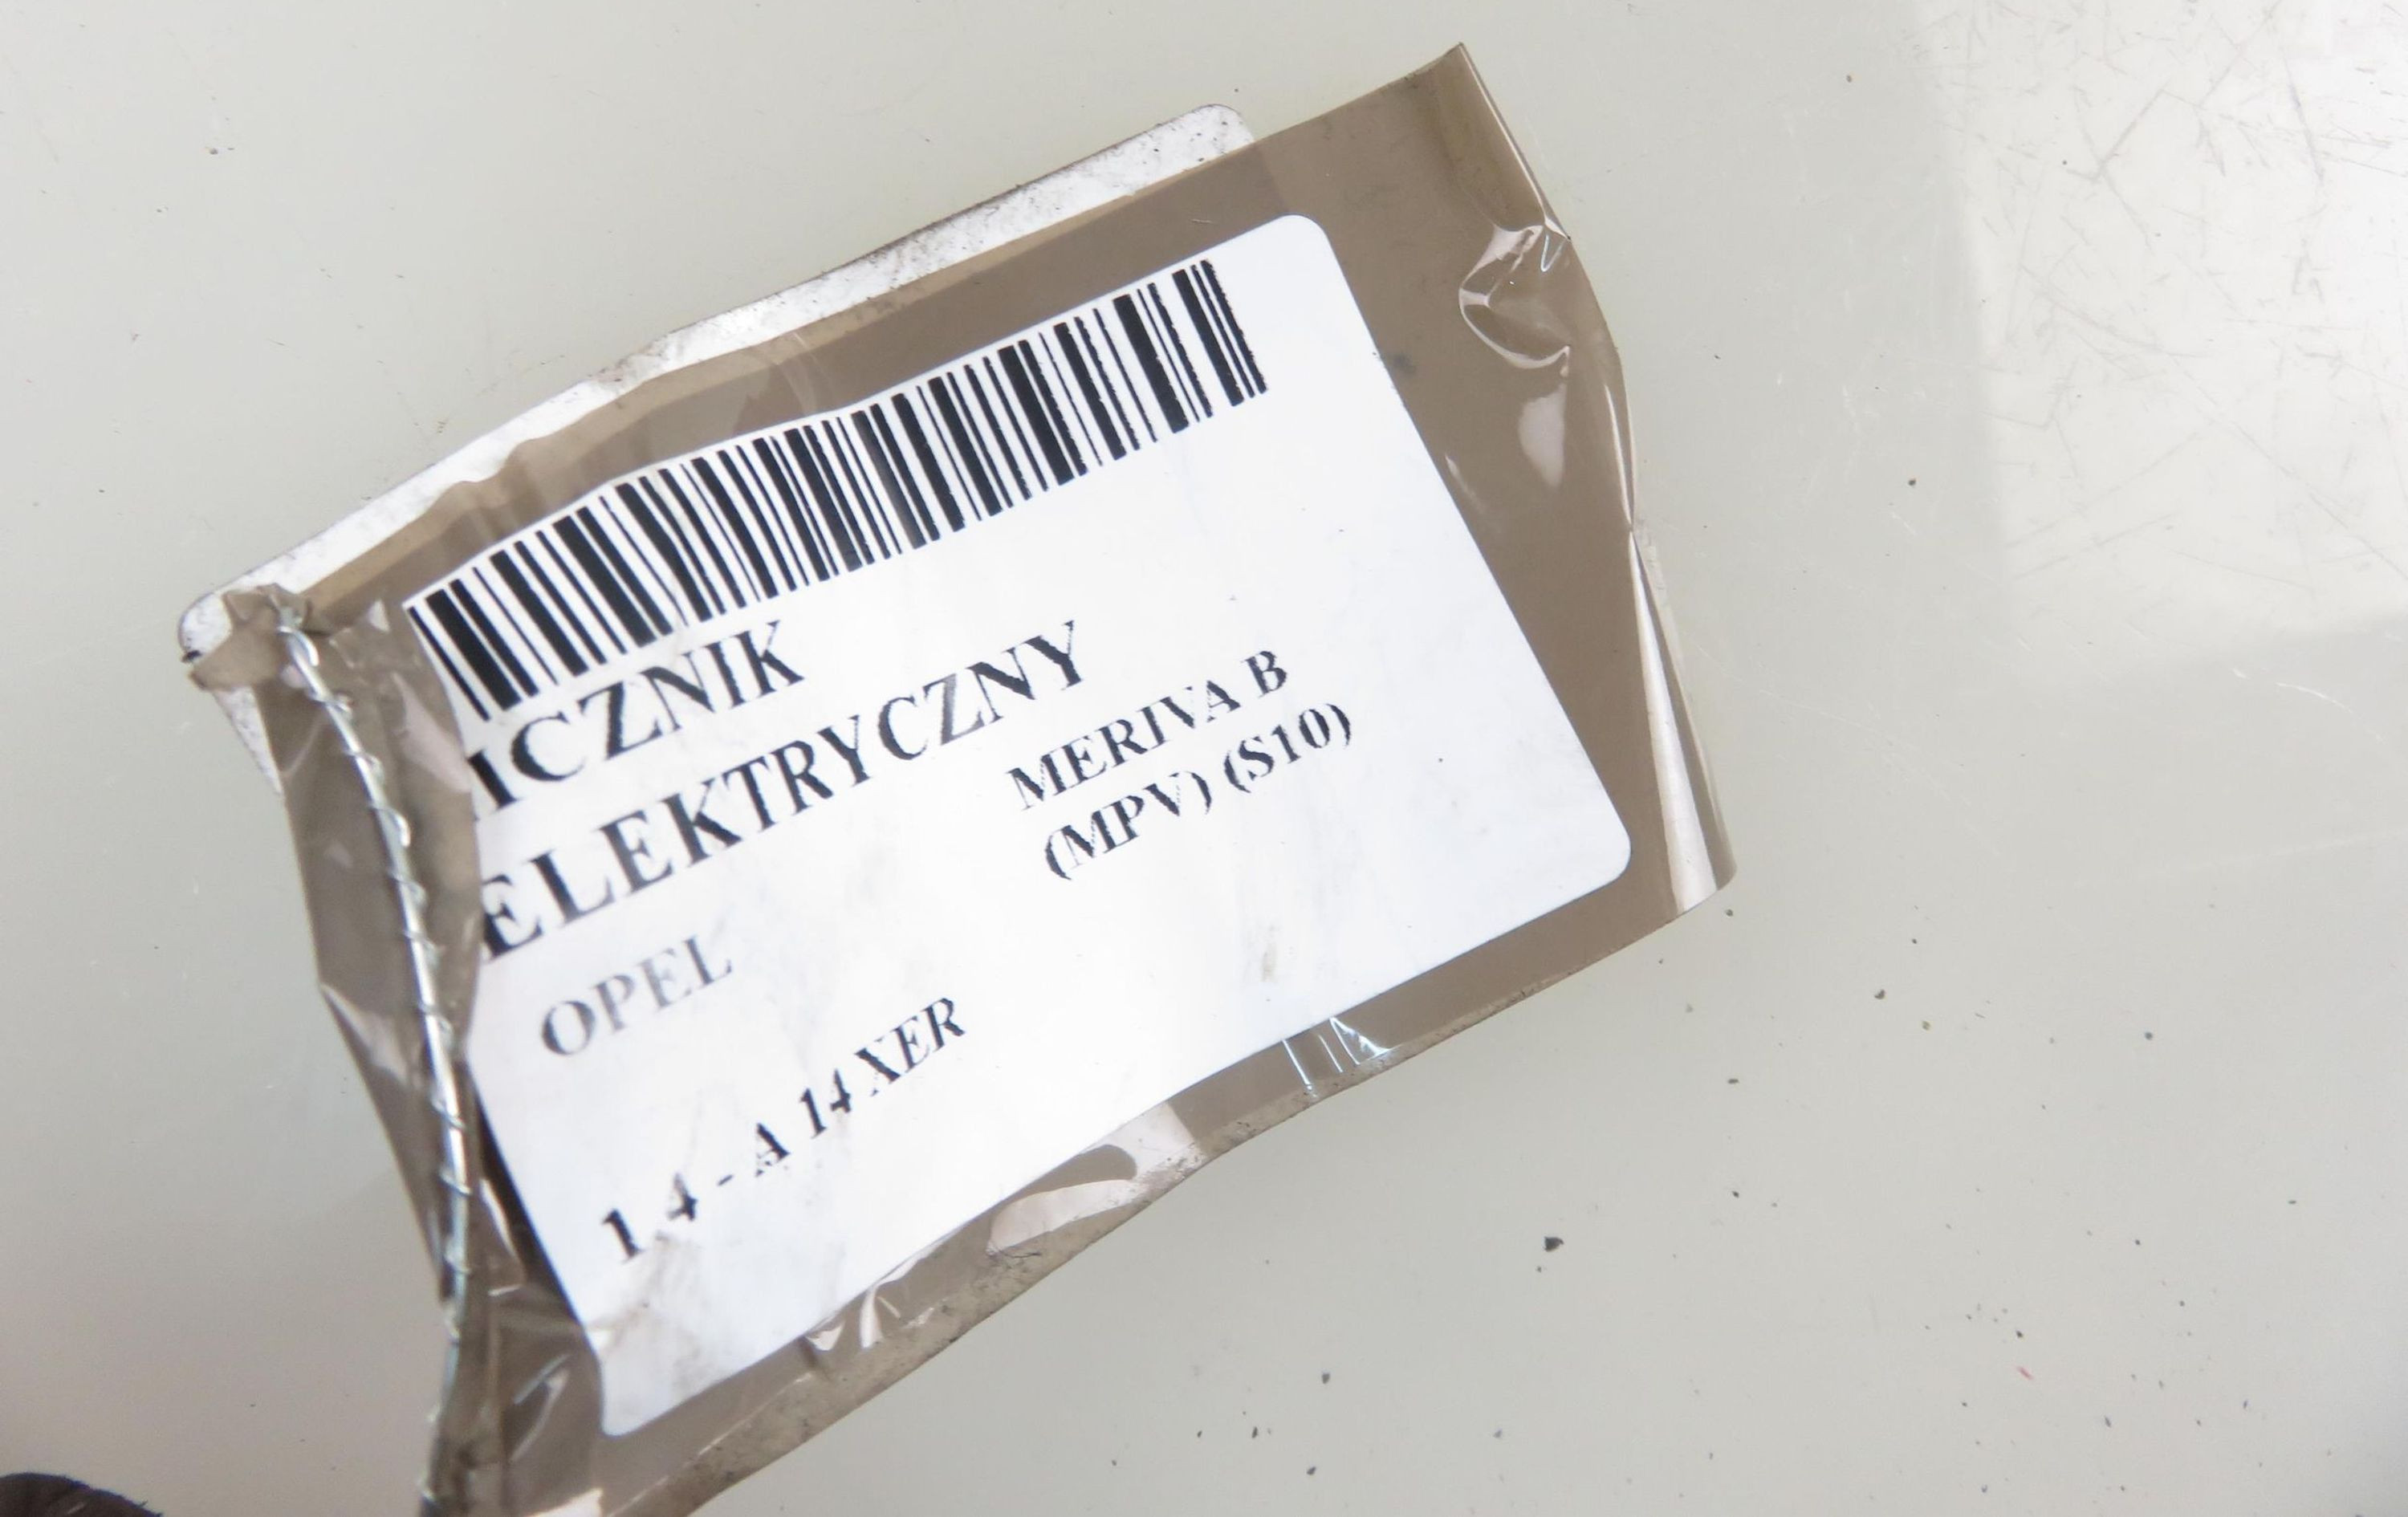 ICZNIK
ELEKTRYCZNY
OPEL
MERIVA B
(MPV) (S10)
1 4 - A 14 XER